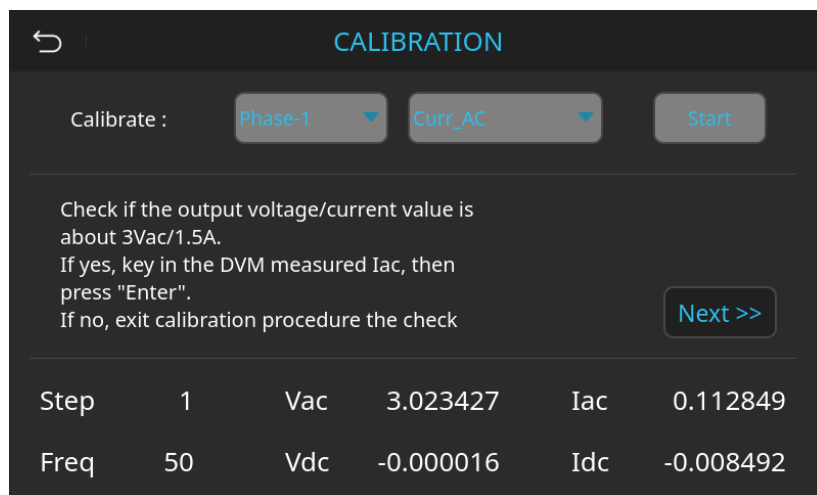 CALIBRATION
Calibrate : Phase-1 Curr_AC Start
Check if the output voltage/current value is
about 3Vac/1.5A.
If yes, key in the DVM measured Iac, then
press "Enter".
If no, exit calibration procedure the check
Next >>
Step 1 Vac 3.023427 Iac 0.112849
Freq 50 Vdc -0.000016 Idc -0.008492